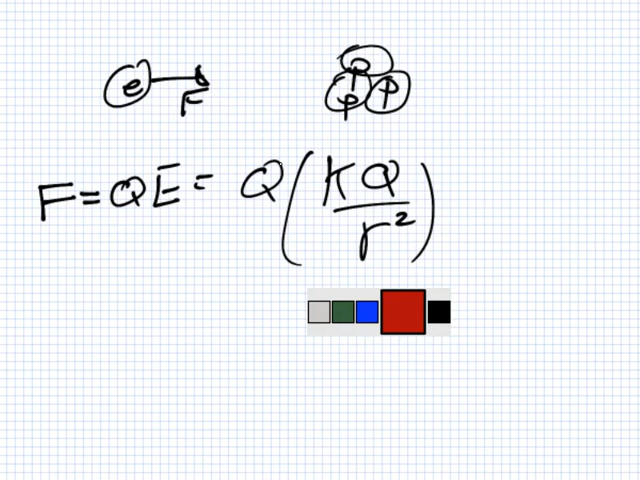 e F P P P
F = QE = Q(KQ/r²)